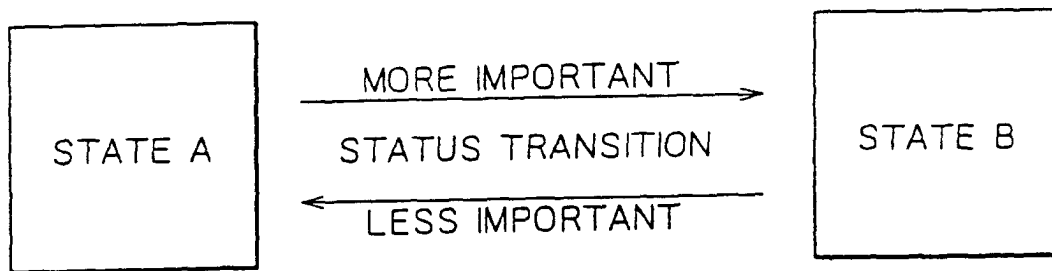 MORE IMPORTANT
STATE A
STATUS TRANSITION
STATE B
LESS IMPORTANT